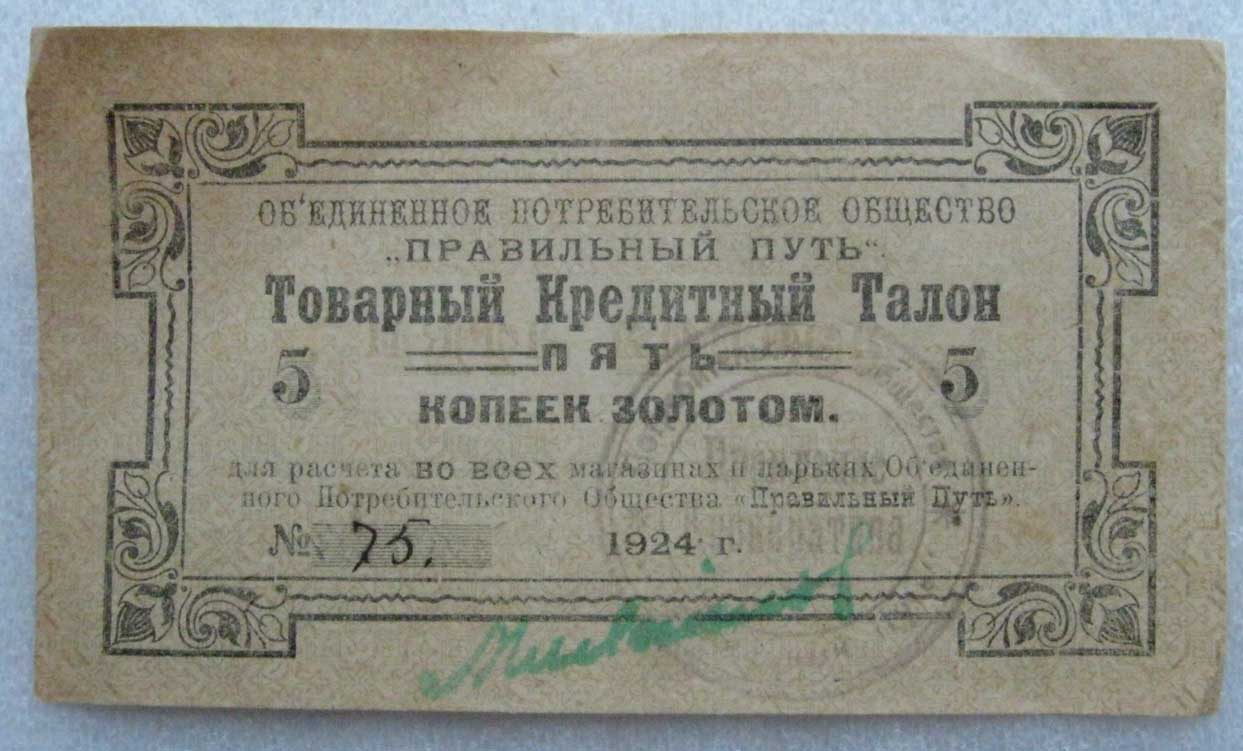 ОБ'ЕДИНЕННОЕ ПОТРЕБИТЕЛЬСКОЕ ОБЩЕСТВО
„ПРАВИЛЬНЫЙ ПУТЬ“.
Товарный Кредитный Талон
5 ПЯТЬ 5
КОПЕЕК ЗОЛОТОМ.
для расчета во всех магазинах и ларьках Об'единен-
ного Потребительского Общества «Правильный Путь».
№ 75. 1924 г.